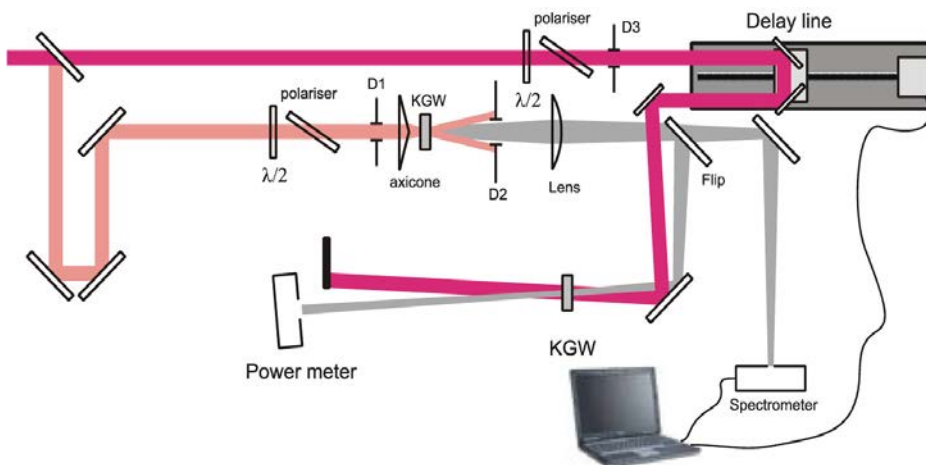 polariser
D3
Delay line
λ/2
polariser
D1
KGW
λ/2
axicone
D2
Lens
Flip
Power meter
KGW
Spectrometer